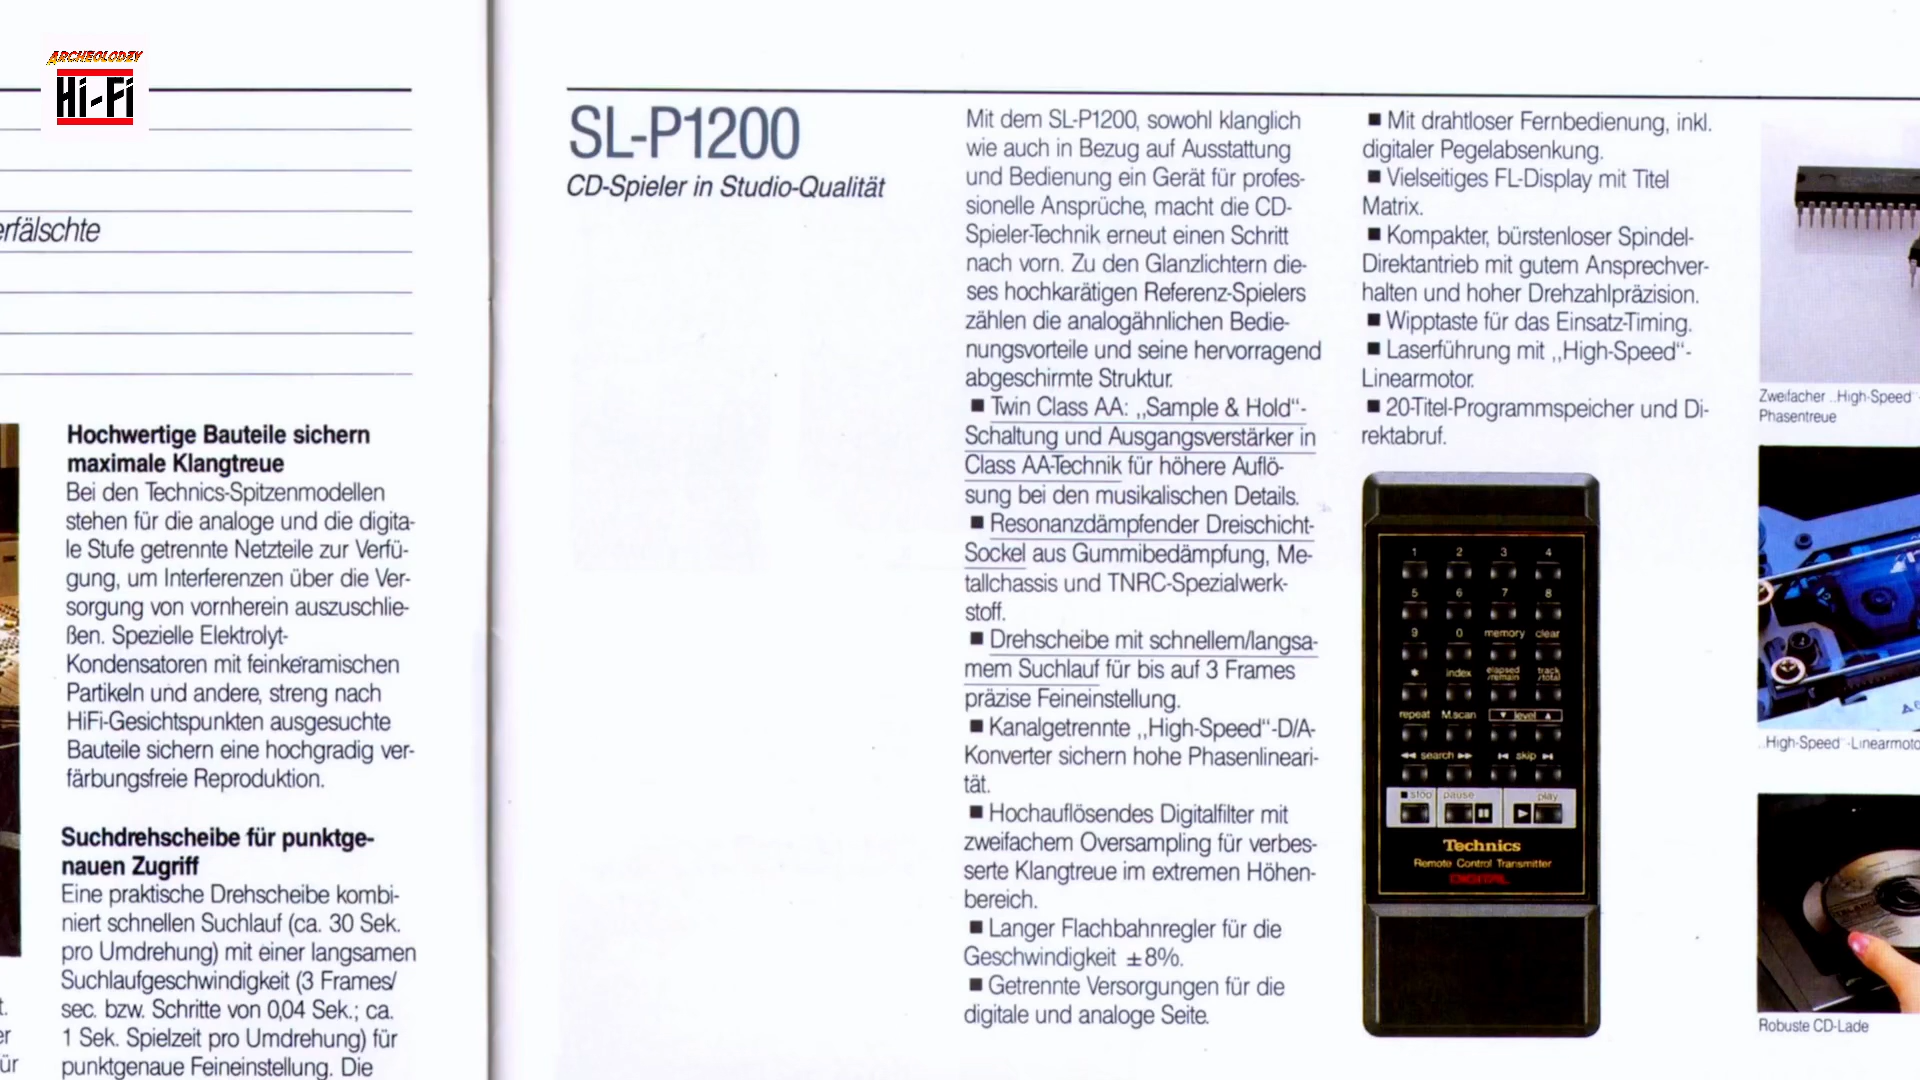 ARCHEOLODZY
Hi-Fi
erfälschte
Hochwertige Bauteile sichern
maximale Klangtreue
Bei den Technics-Spitzenmodellen
stehen für die analoge und die digita-
le Stufe getrennte Netzteile zur Verfü-
gung, um Interferenzen über die Ver-
sorgung von vornherein auszuschlie-
ßen. Spezielle Elektrolyt-
Kondensatoren mit feinkeramischen
Partikeln und andere, streng nach
HiFi-Gesichtspunkten ausgesuchte
Bauteile sichern eine hochgradig ver-
färbungsfreie Reproduktion.
Suchdrehscheibe für punktge-
nauen Zugriff
Eine praktische Drehscheibe kombi-
niert schnellen Suchlauf (ca. 30 Sek.
pro Umdrehung) mit einer langsamen
Suchlaufgeschwindigkeit (3 Frames/
sec. bzw. Schritte von 0,04 Sek.; ca.
1 Sek. Spielzeit pro Umdrehung) für
punktgenaue Feineinstellung. Die
t.
er
ür
SL-P1200
CD-Spieler in Studio-Qualität
Mit dem SL-P1200, sowohl klanglich
wie auch in Bezug auf Ausstattung
und Bedienung ein Gerät für profes-
sionelle Ansprüche, macht die CD-
Spieler-Technik erneut einen Schritt
nach vorn. Zu den Glanzlichtern die-
ses hochkarätigen Referenz-Spielers
zählen die analogähnlichen Bedie-
nungsvorteile und seine hervorragend
abgeschirmte Struktur.
■ Twin Class AA: „Sample & Hold“-
Schaltung und Ausgangsverstärker in
Class AA-Technik für höhere Auflö-
sung bei den musikalischen Details.
■ Resonanzdämpfender Dreischicht-
Sockel aus Gummibedämpfung, Me-
tallchassis und TNRC-Spezialwerk-
stoff.
■ Drehscheibe mit schnellem/langsa-
mem Suchlauf für bis auf 3 Frames
präzise Feineinstellung.
■ Kanalgetrennte „High-Speed“-D/A-
Konverter sichern hohe Phasenlineari-
tät.
■ Hochauflösendes Digitalfilter mit
zweifachem Oversampling für verbes-
serte Klangtreue im extremen Höhen-
bereich.
■ Langer Flachbahnregler für die
Geschwindigkeit ±8%.
■ Getrennte Versorgungen für die
digitale und analoge Seite.
■ Mit drahtloser Fernbedienung, inkl.
digitaler Pegelabsenkung.
■ Vielseitiges FL-Display mit Titel
Matrix.
■ Kompakter, bürstenloser Spindel-
Direktantrieb mit gutem Ansprechver-
halten und hoher Drehzahlpräzision.
■ Wipptaste für das Einsatz-Timing.
■ Laserführung mit „High-Speed“-
Linearmotor.
■ 20-Titel-Programmspeicher und Di-
rektabruf.
1 2 3 4
5 6 7 8
9 0 memory clear
* index elapsed/remain track/total
repeat M.scan ▼ level ▲
◀◀ search ▶▶ |◀ skip ▶|
■ stop pause play
Technics
Remote Control Transmitter
DIGITAL
Zweifacher „High-Speed“-
Phasentreue
„High-Speed“-Linearmoto
Robuste CD-Lade